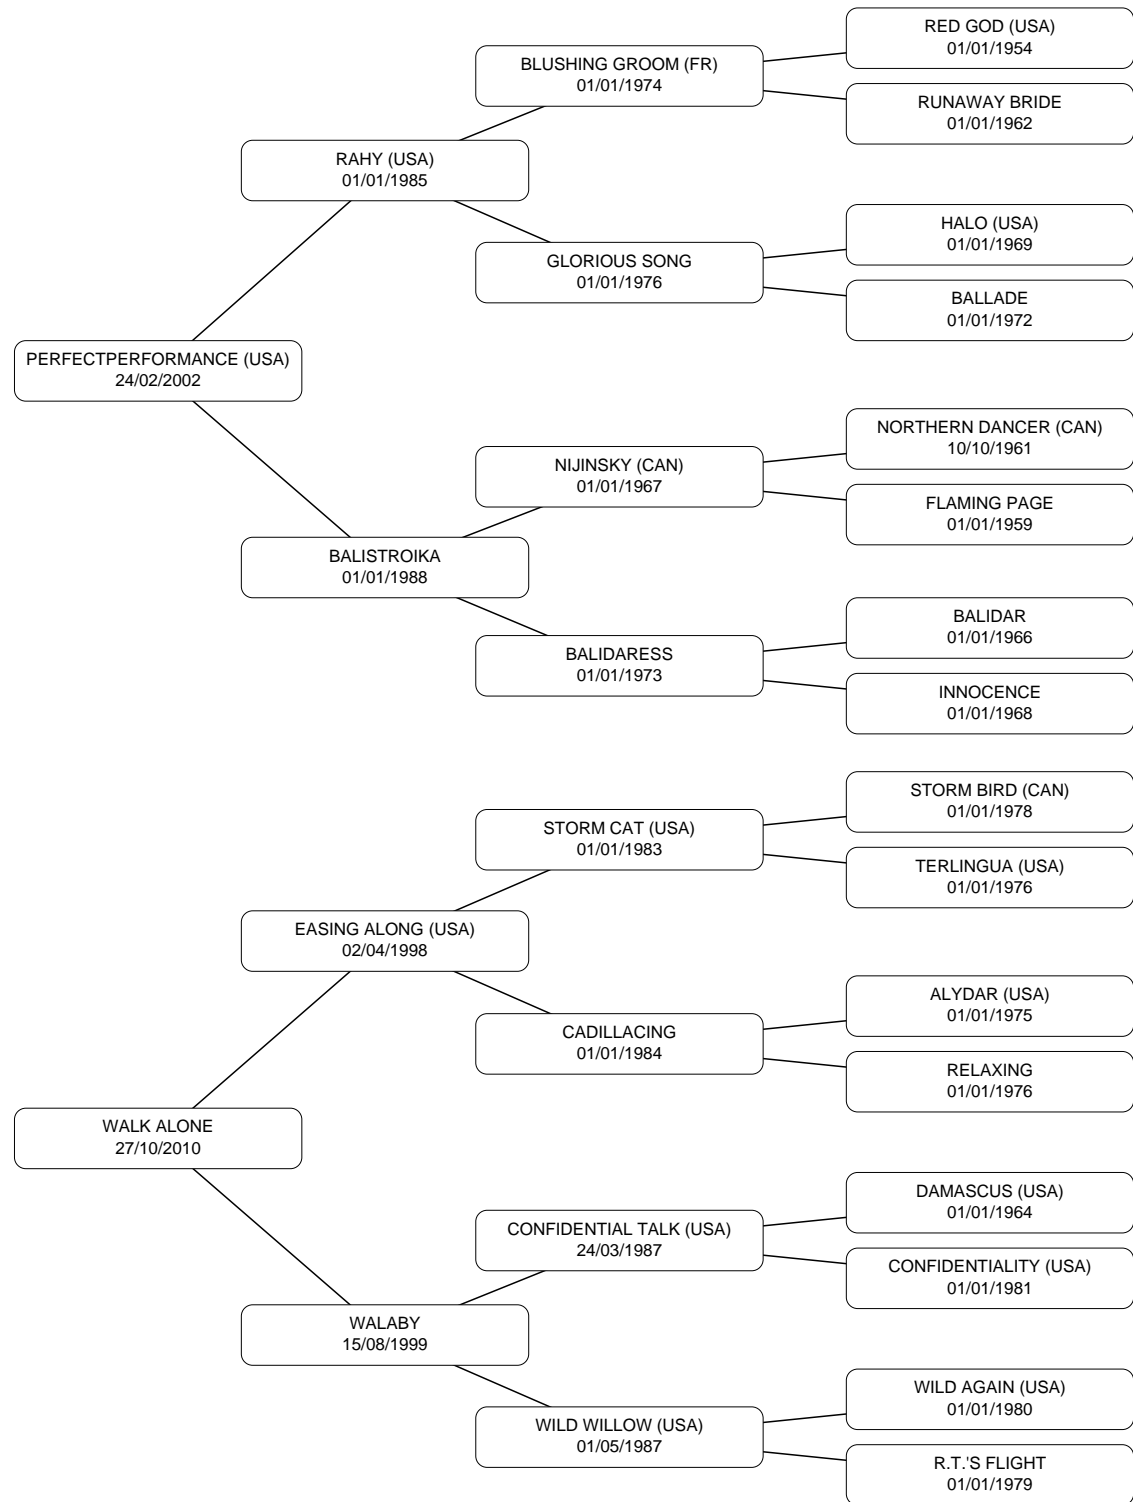 RED GOD (USA)
01/01/1954
BLUSHING GROOM (FR)
01/01/1974
RUNAWAY BRIDE
01/01/1962
RAHY (USA)
01/01/1985
HALO (USA)
01/01/1969
GLORIOUS SONG
01/01/1976
BALLADE
01/01/1972
PERFECTPERFORMANCE (USA)
24/02/2002
NORTHERN DANCER (CAN)
10/10/1961
NIJINSKY (CAN)
01/01/1967
FLAMING PAGE
01/01/1959
BALISTROIKA
01/01/1988
BALIDAR
01/01/1966
BALIDARESS
01/01/1973
INNOCENCE
01/01/1968
STORM BIRD (CAN)
01/01/1978
STORM CAT (USA)
01/01/1983
TERLINGUA (USA)
01/01/1976
EASING ALONG (USA)
02/04/1998
ALYDAR (USA)
01/01/1975
CADILLACING
01/01/1984
RELAXING
01/01/1976
WALK ALONE
27/10/2010
DAMASCUS (USA)
01/01/1964
CONFIDENTIAL TALK (USA)
24/03/1987
CONFIDENTIALITY (USA)
01/01/1981
WALABY
15/08/1999
WILD AGAIN (USA)
01/01/1980
WILD WILLOW (USA)
01/05/1987
R.T.'S FLIGHT
01/01/1979